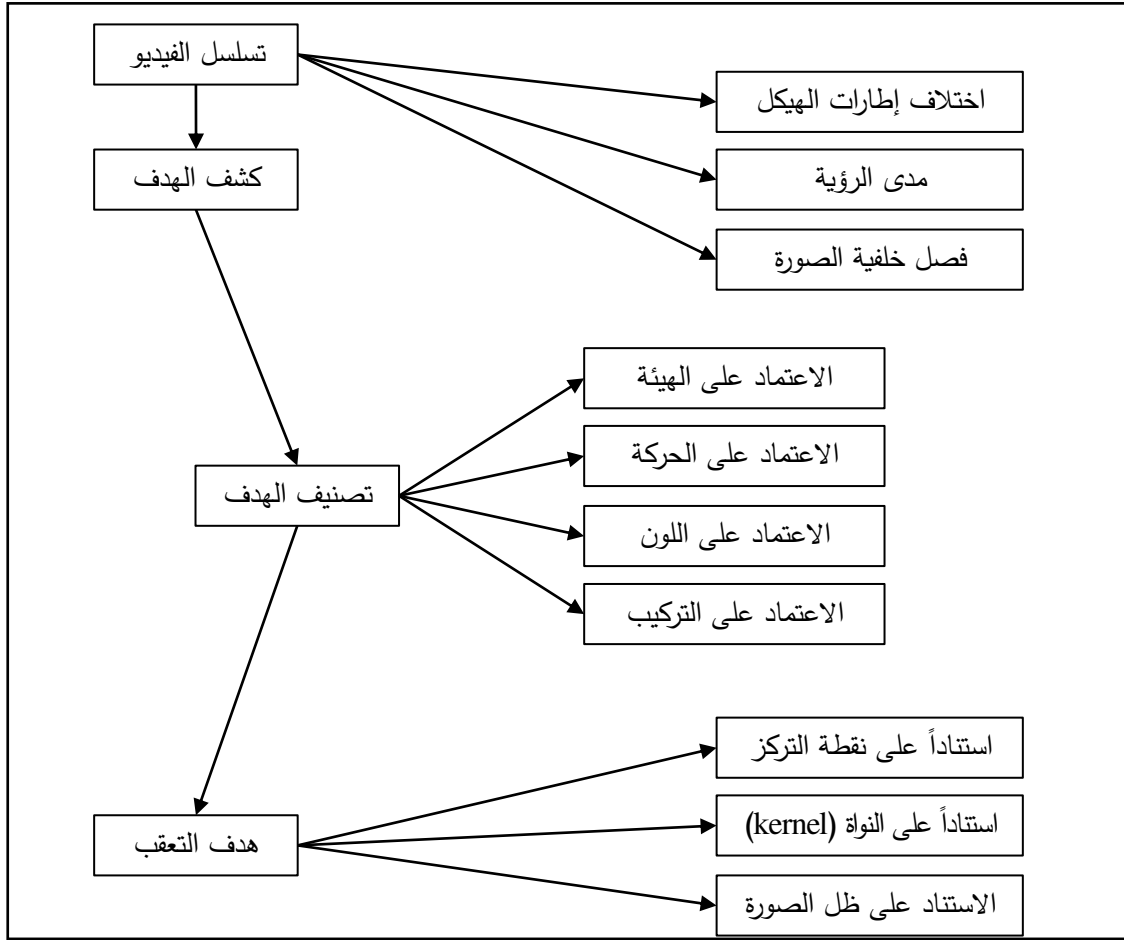 تسلسل الفيديو
اختلاف إطارات الهيكل
كشف الهدف
مدى الرؤية
فصل خلفية الصورة
الاعتماد على الهيئة
الاعتماد على الحركة
تصنيف الهدف
الاعتماد على اللون
الاعتماد على التركيب
استناداً على نقطة التركز
استناداً على النواة (kernel)
هدف التعقب
الاستناد على ظل الصورة